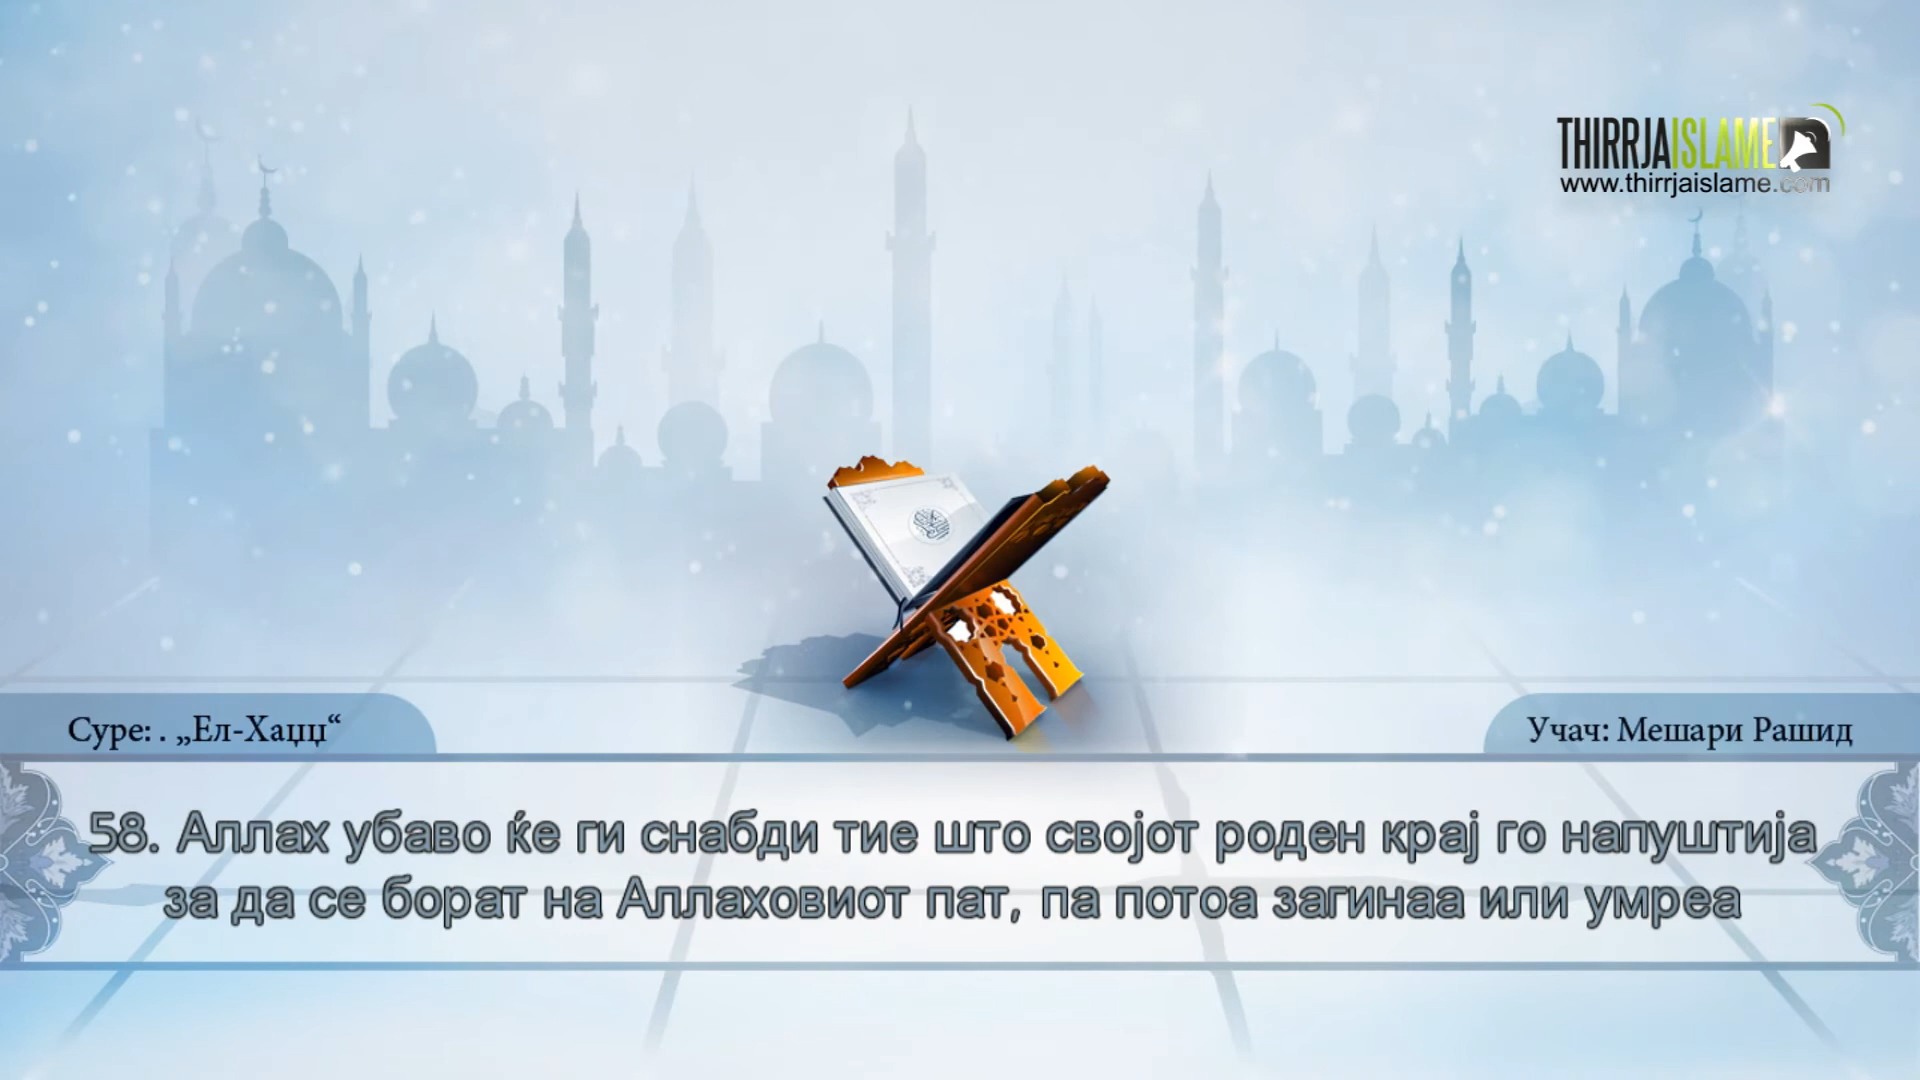 THIRRJAISLAME
www.thirrjaislame.com
Суре: . „Ел-Хаџџ“
Учач: Мешари Рашид
58. Аллах убаво ќе ги снабди тие што својот роден крај го напуштија
за да се борат на Аллаховиот пат, па потоа загинаа или умреа